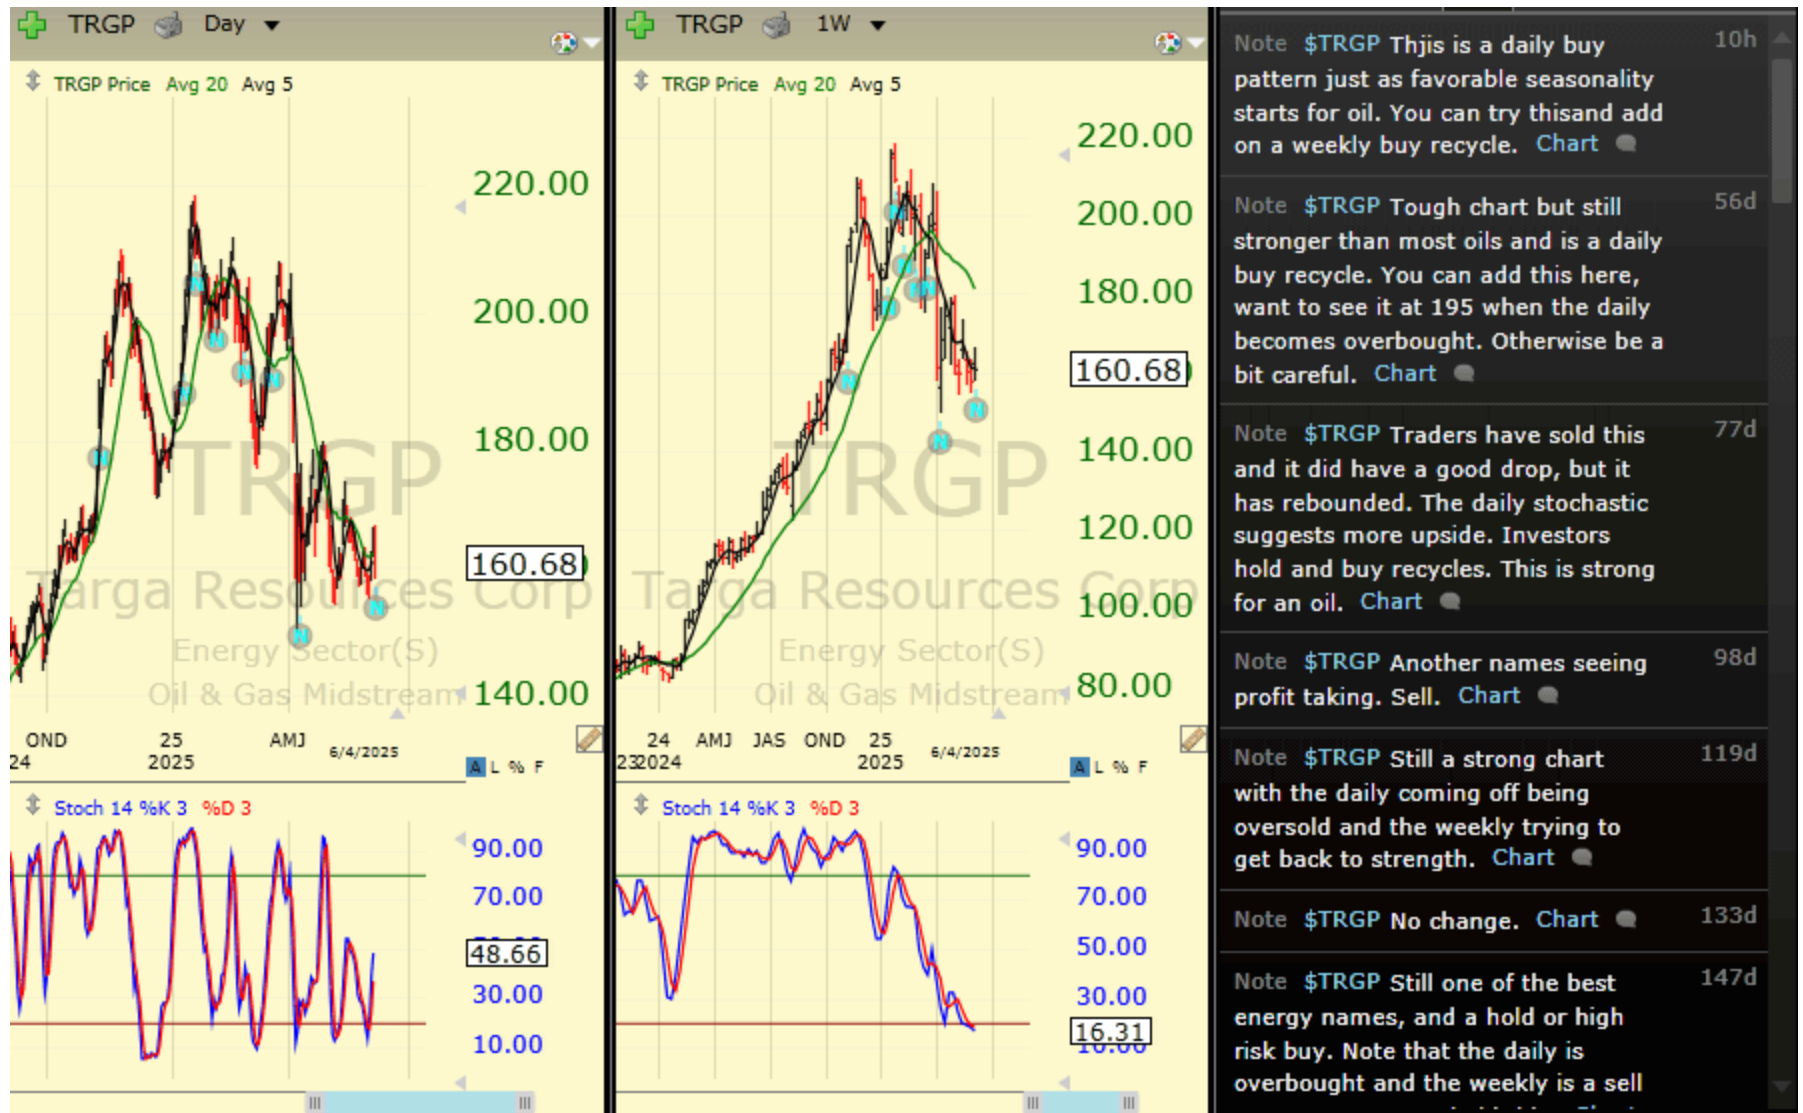 TRGP Day
TRGP Price Avg 20 Avg 5
220.00
200.00
180.00
160.68
140.00
TRGP
Targa Resources Corp
Energy Sector(S)
Oil & Gas Midstream
N N N N N N N N
OND 25 AMJ 6/4/2025
24 2025
A L % F
Stoch 14 %K 3 %D 3
90.00
70.00
48.66
30.00
10.00
TRGP 1W
TRGP Price Avg 20 Avg 5
220.00
200.00
180.00
160.68
140.00
120.00
100.00
80.00
TRGP
Targa Resources Corp
Energy Sector(S)
Oil & Gas Midstream
N N N N N N N N
24 AMJ JAS OND 25 6/4/2025
23 2024 2025
A L % F
Stoch 14 %K 3 %D 3
90.00
70.00
50.00
30.00
16.31
10.00
Note $TRGP Thjis is a daily buy 10h
pattern just as favorable seasonality
starts for oil. You can try thisand add
on a weekly buy recycle. Chart
Note $TRGP Tough chart but still 56d
stronger than most oils and is a daily
buy recycle. You can add this here,
want to see it at 195 when the daily
becomes overbought. Otherwise be a
bit careful. Chart
Note $TRGP Traders have sold this 77d
and it did have a good drop, but it
has rebounded. The daily stochastic
suggests more upside. Investors
hold and buy recycles. This is strong
for an oil. Chart
Note $TRGP Another names seeing 98d
profit taking. Sell. Chart
Note $TRGP Still a strong chart 119d
with the daily coming off being
oversold and the weekly trying to
get back to strength. Chart
Note $TRGP No change. Chart 133d
Note $TRGP Still one of the best 147d
energy names, and a hold or high
risk buy. Note that the daily is
overbought and the weekly is a sell